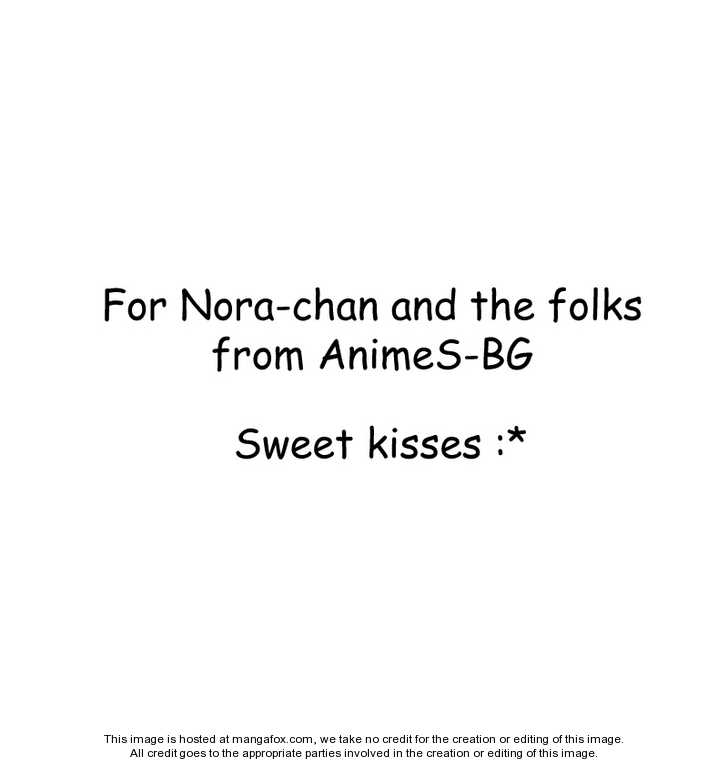 For Nora-chan and the folks
from AnimeS-BG
Sweet kisses :*
This image is hosted at mangafox.com, we take no credit for the creation or editing of this image.
All credit goes to the appropriate parties involved in the creation or editing of this image.